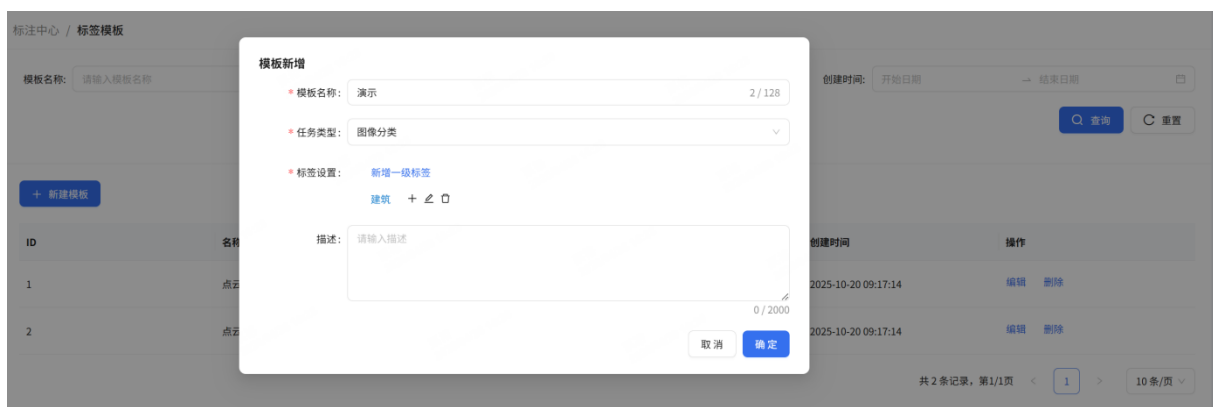 标注中心 / 标签模板
模板名称: 请输入模板名称
创建时间: 开始日期 → 结束日期
查询 重置
+ 新建模板
模板新增
* 模板名称: 演示 2 / 128
* 任务类型: 图像分类
* 标签设置: 新增一级标签
建筑
描述: 请输入描述
0 / 2000
取 消 确 定
ID 名称 创建时间 操作
1 点云 2025-10-20 09:17:14 编辑 删除
2 点云 2025-10-20 09:17:14 编辑 删除
共 2 条记录，第1/1页 < 1 > 10 条/页